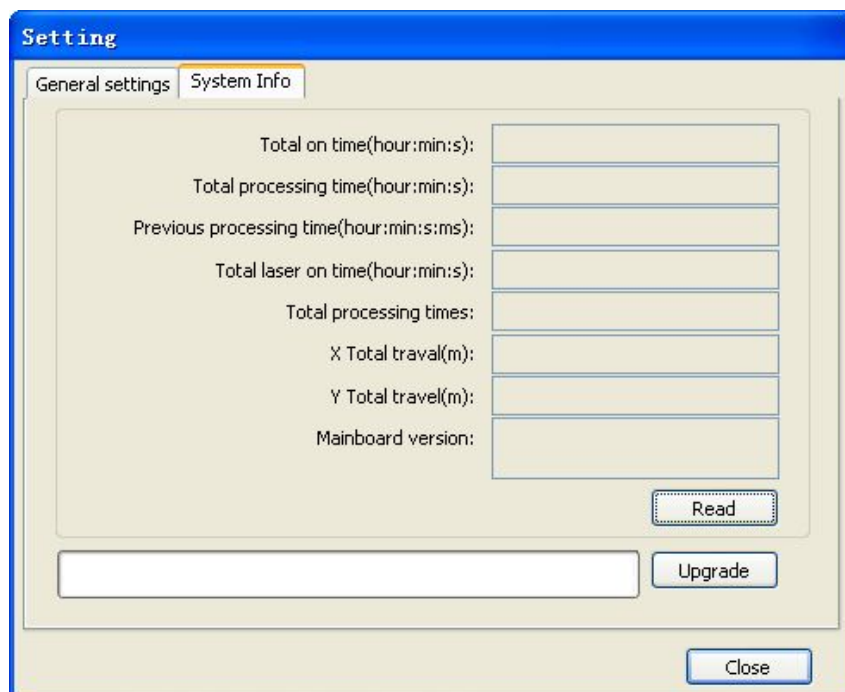 Setting
General settings System Info
Total on time(hour:min:s):
Total processing time(hour:min:s):
Previous processing time(hour:min:s:ms):
Total laser on time(hour:min:s):
Total processing times:
X Total traval(m):
Y Total travel(m):
Mainboard version:
Read
Upgrade
Close